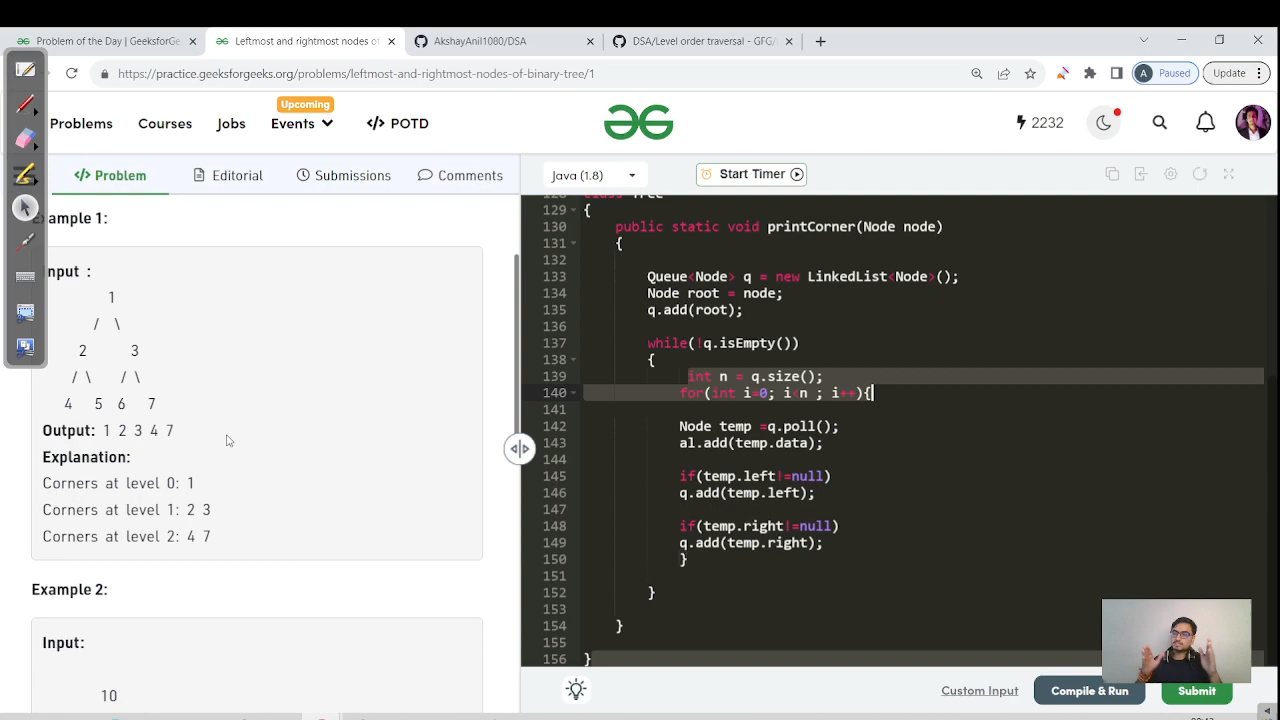 Problem of the Day | GeeksforGeeks
Leftmost and rightmost nodes of
Aksharnil1080/DSA
DSA/Level order traversal - GFG/
https://practice.geeksforgeeks.org/problems/leftmost-and-rightmost-nodes-of-binary-tree/1
Paused
Update
Problems
Courses
Jobs
Upcoming
Events
POTD
2232
Problem
Editorial
Submissions
Comments
Java (1.8)
Start Timer
xample 1:
nput :
1
/ \
2 3
/ \ / \
4 5 6 7
Output: 1 2 3 4 7
Explanation:
Corners at level 0: 1
Corners at level 1: 2 3
Corners at level 2: 4 7
Example 2:
Input:
10
129 {
130 public static void printCorner(Node node)
131 {
132
133 Queue<Node> q = new LinkedList<Node>();
134 Node root = node;
135 q.add(root);
136
137 while(!q.isEmpty())
138 {
139 int n = q.size();
140 for(int i=0; i<n ; i++){
141
142 Node temp =q.poll();
143 al.add(temp.data);
144
145 if(temp.left!=null)
146 q.add(temp.left);
147
148 if(temp.right!=null)
149 q.add(temp.right);
150 }
151
152 }
153
154 }
155
156 }
Custom Input
Compile & Run
Submit